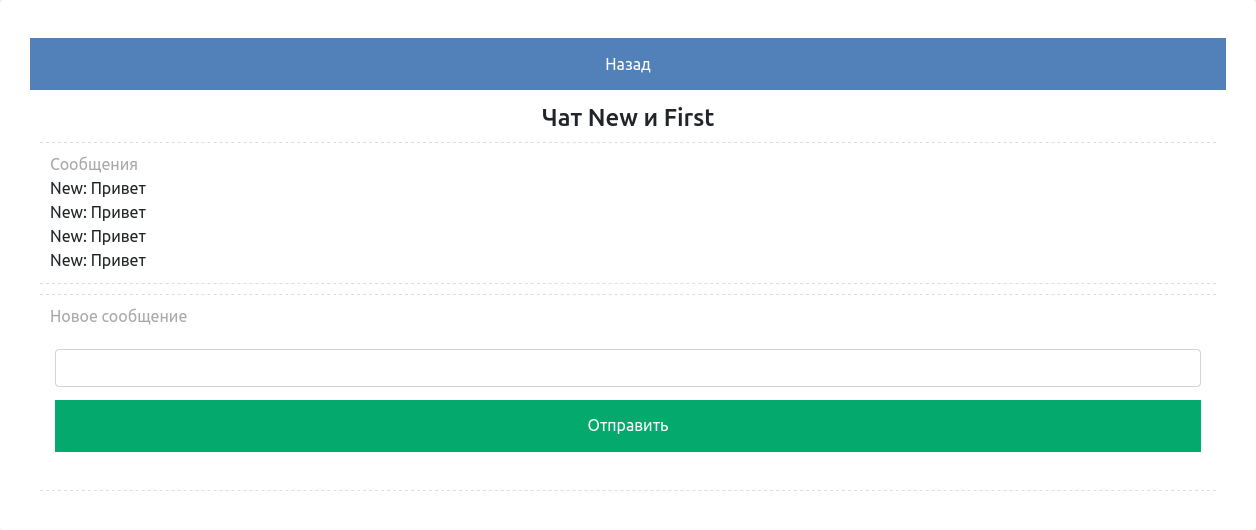 Назад
Чат New и First
Сообщения
New: Привет
New: Привет
New: Привет
New: Привет
Новое сообщение
Отправить